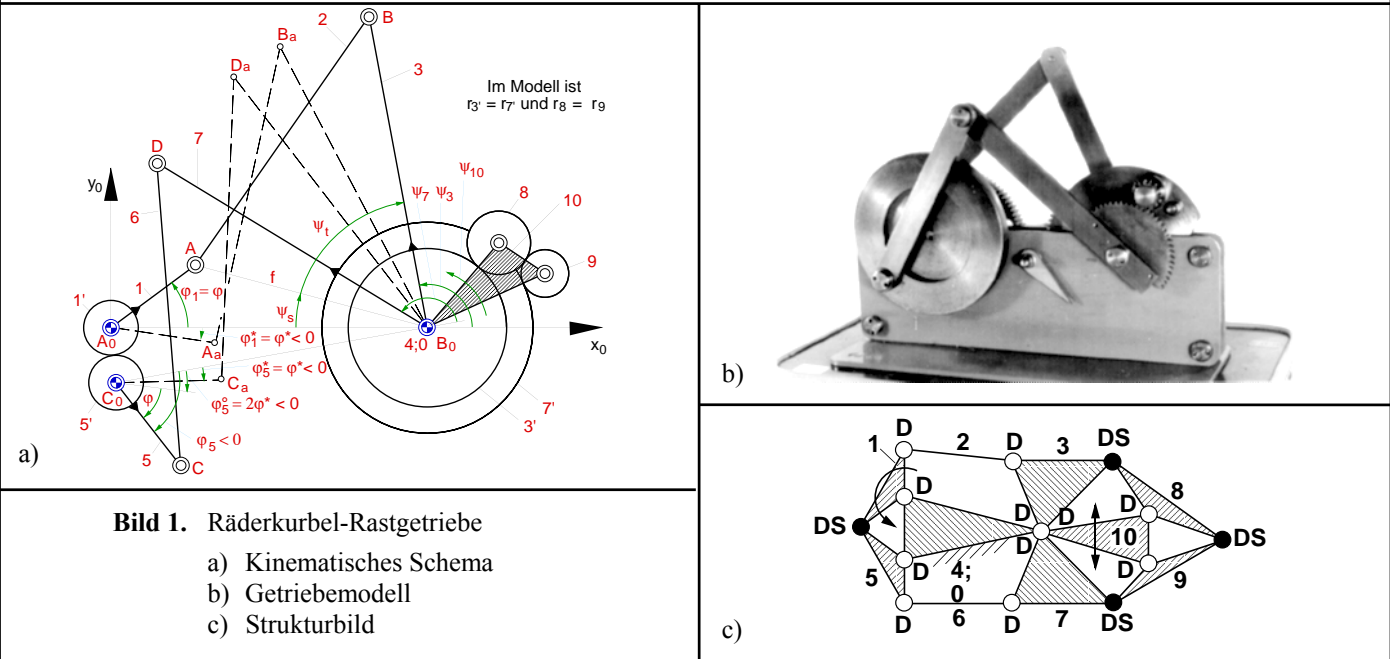 2
B
Ba
Da
3
Im Modell ist
r3' = r7' und r8 = r9
D
7
ψ10
ψ7 ψ3
8
y0
10
6
ψt
A
9
1
f
1'
φ1 = φ
ψs
A0
φ1* = φ* < 0
Aa
4;0 B0
x0
φ5* = φ* < 0
Ca
C0
φ
φ5° = 2φ* < 0
7'
5'
φ5 < 0
3'
5
C
a)
b)
D
1
2
D
3
DS
D
D
D
8
D
DS
D
10
DS
5
D
4;
0
D
9
D
6
D
7
DS
c)
Bild 1. Räderkurbel-Rastgetriebe
a) Kinematisches Schema
b) Getriebemodell
c) Strukturbild